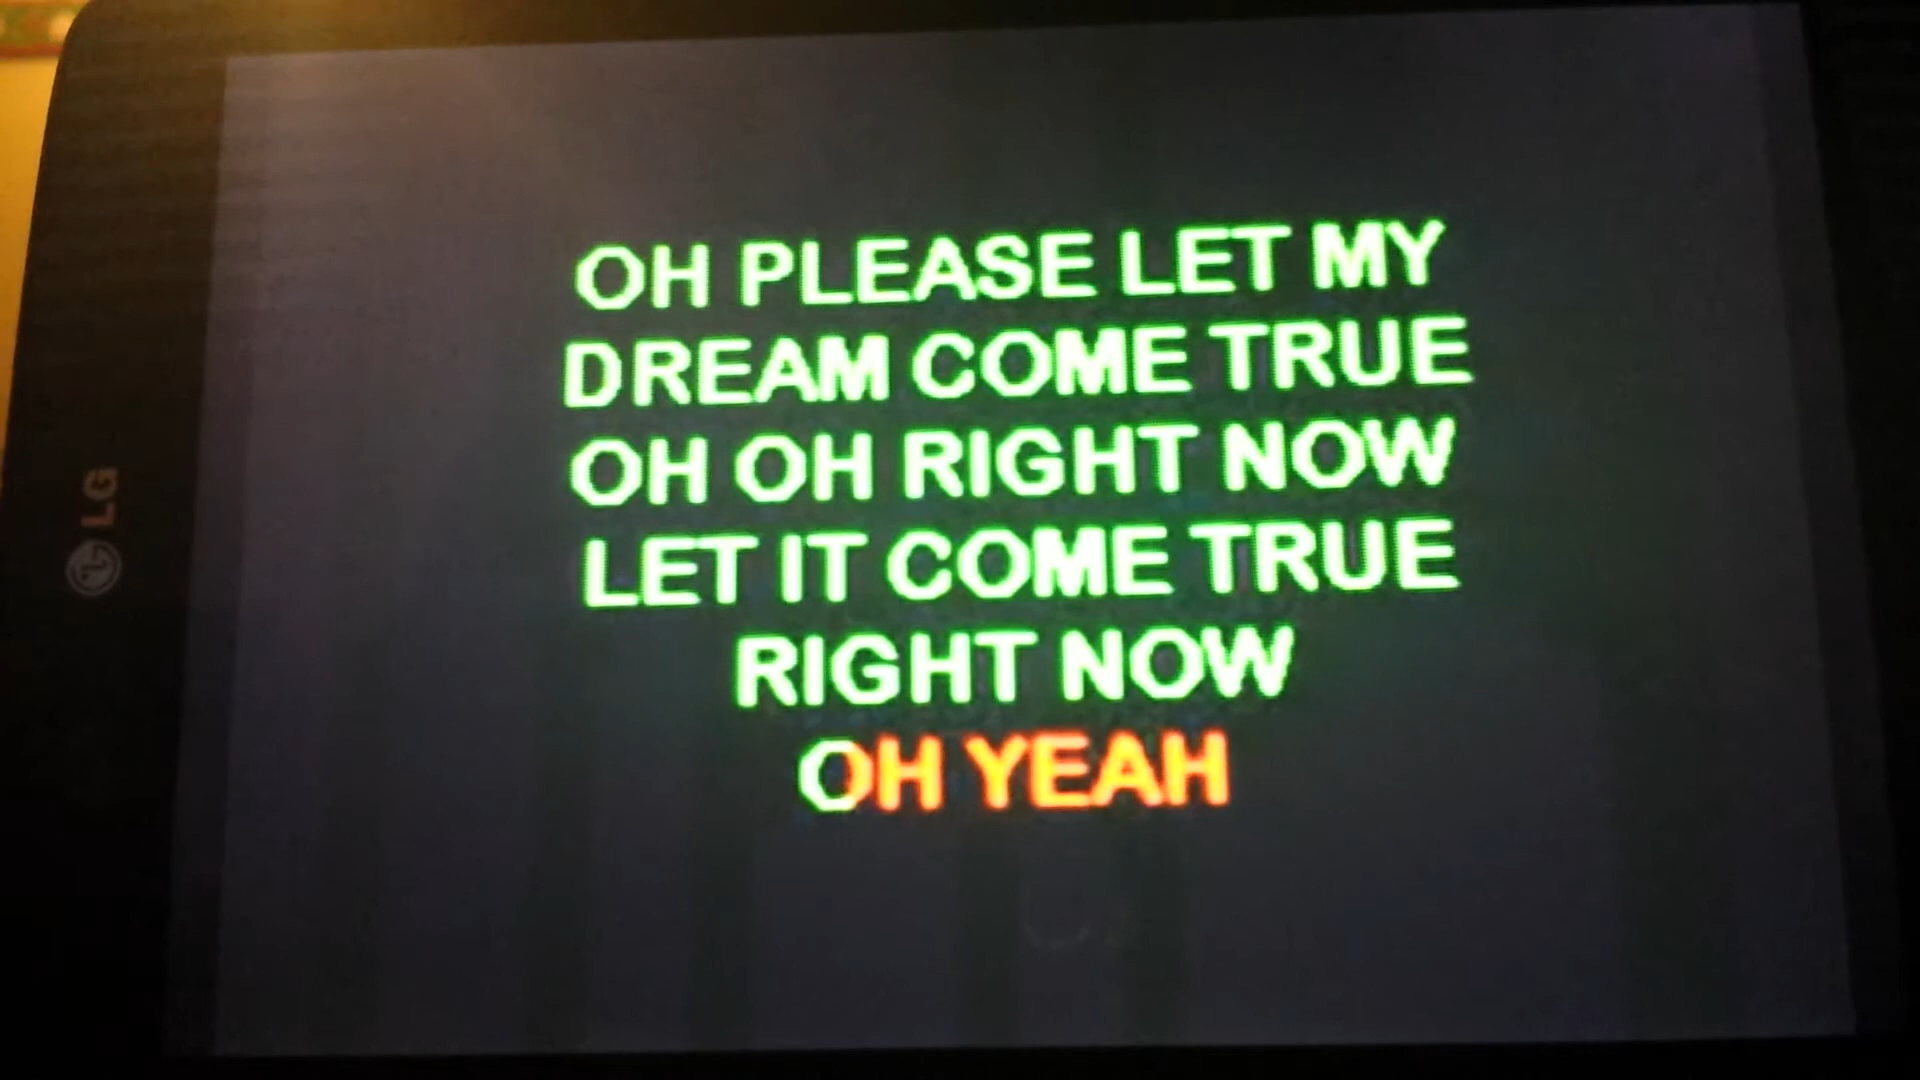 OH PLEASE LET MY
DREAM COME TRUE
OH OH RIGHT NOW
LET IT COME TRUE
RIGHT NOW
OH YEAH
LG